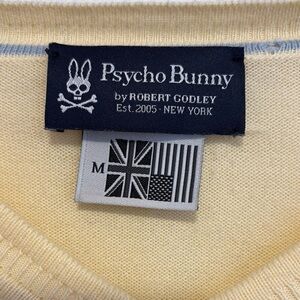 Psycho Bunny
by ROBERT GODLEY
Est. 2005 · NEW YORK
M